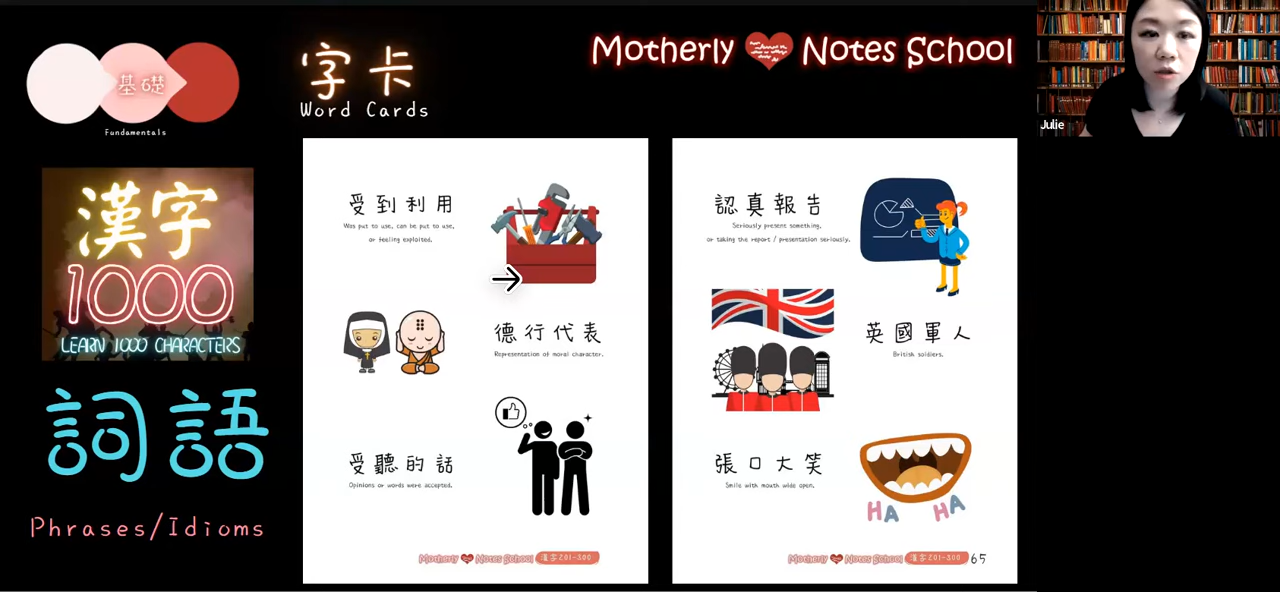 基礎
Fundamentals
字卡
Word Cards
Motherly Notes School
Julie
漢字
1000
LEARN 1000 CHARACTERS
詞語
Phrases/Idioms
受到利用
Was put to use, can be put to use,
or feeling exploited.
德行代表
Representation of moral character.
受聽的話
Opinions or words were accepted.
Motherly Notes School 漢字201-300
認真報告
Seriously present something,
or taking the report / presentation seriously.
英國軍人
British soldiers.
張口大笑
Smile with mouth wide open.
HA HA
Motherly Notes School 漢字201-300 65